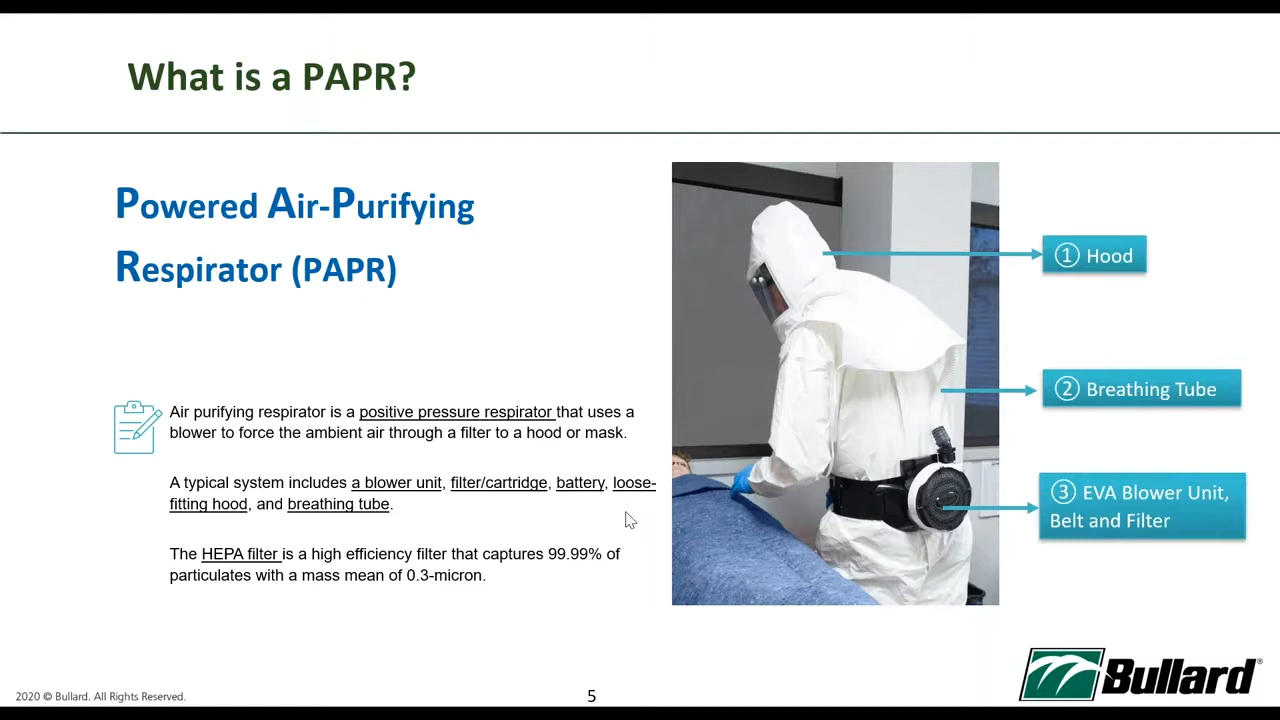 What is a PAPR?
Powered Air-Purifying
Respirator (PAPR)
Air purifying respirator is a positive pressure respirator that uses a
blower to force the ambient air through a filter to a hood or mask.
A typical system includes a blower unit, filter/cartridge, battery, loose-
fitting hood, and breathing tube.
The HEPA filter is a high efficiency filter that captures 99.99% of
particulates with a mass mean of 0.3-micron.
① Hood
② Breathing Tube
③ EVA Blower Unit,
Belt and Filter
2020 © Bullard. All Rights Reserved.
5
Bullard®